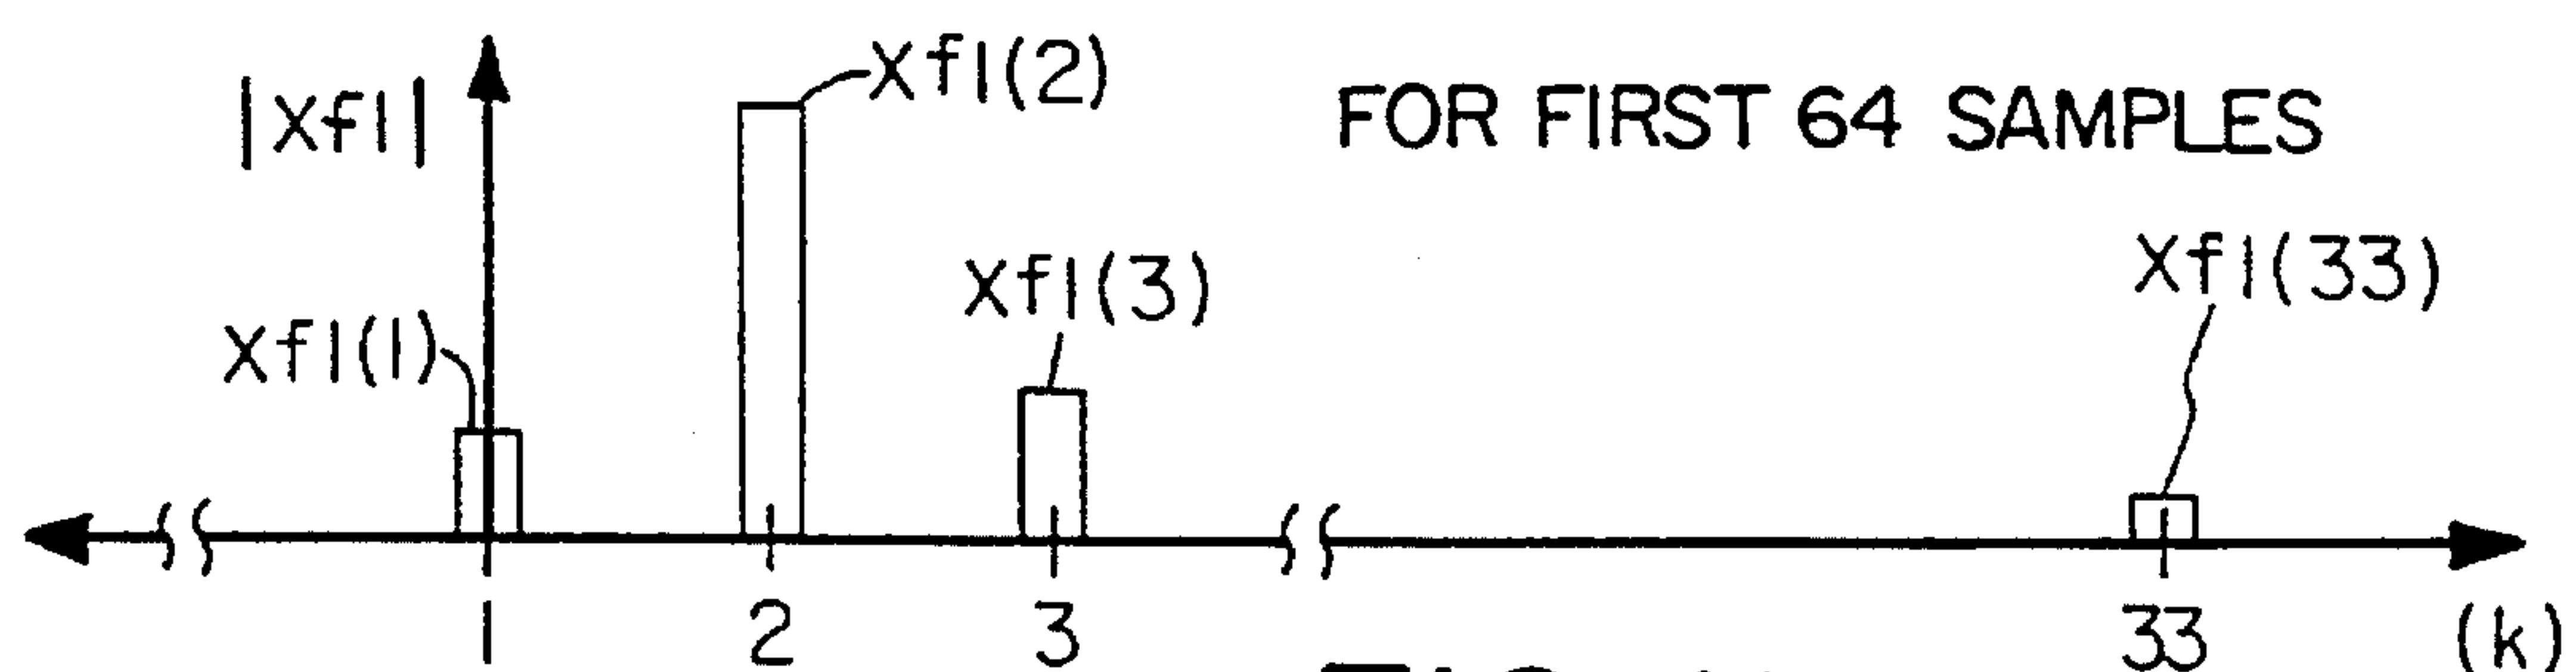 |Xf1|
Xf1(2)
FOR FIRST 64 SAMPLES
Xf1(3)
Xf1(33)
Xf1(1)
1 2 3 33 (k)